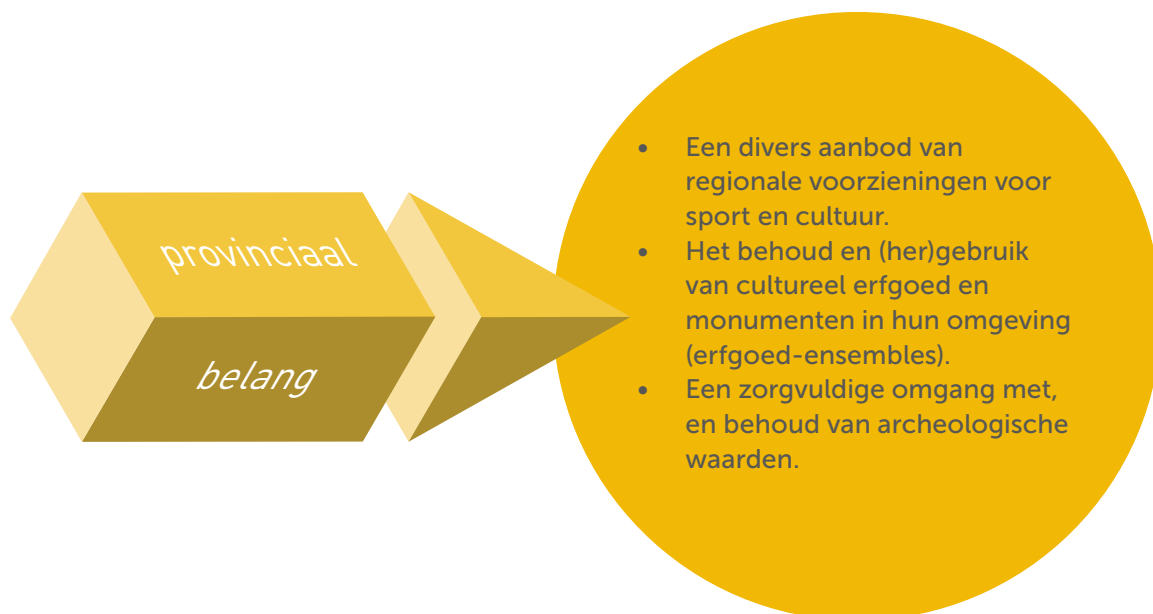 provinciaal
belang
• Een divers aanbod van
regionale voorzieningen voor
sport en cultuur.
• Het behoud en (her)gebruik
van cultureel erfgoed en
monumenten in hun omgeving
(erfgoed-ensembles).
• Een zorgvuldige omgang met,
en behoud van archeologische
waarden.